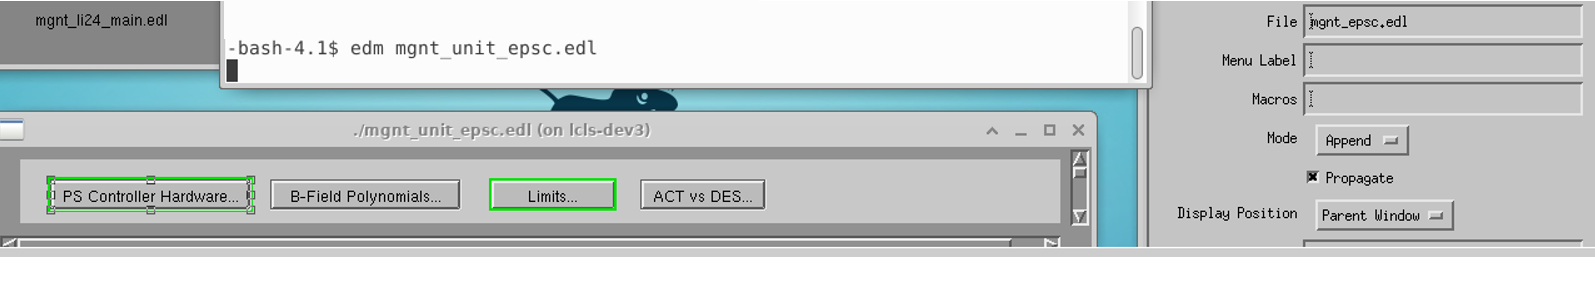 mgnt_li24_main.edl
-bash-4.1$ edm mgnt_unit_epsc.edl
./mgnt_unit_epsc.edl (on lcls-dev3)
PS Controller Hardware... B-Field Polynomials... Limits... ACT vs DES...
File mgnt_epsc.edl
Menu Label
Macros
Mode Append
Propagate
Display Position Parent Window